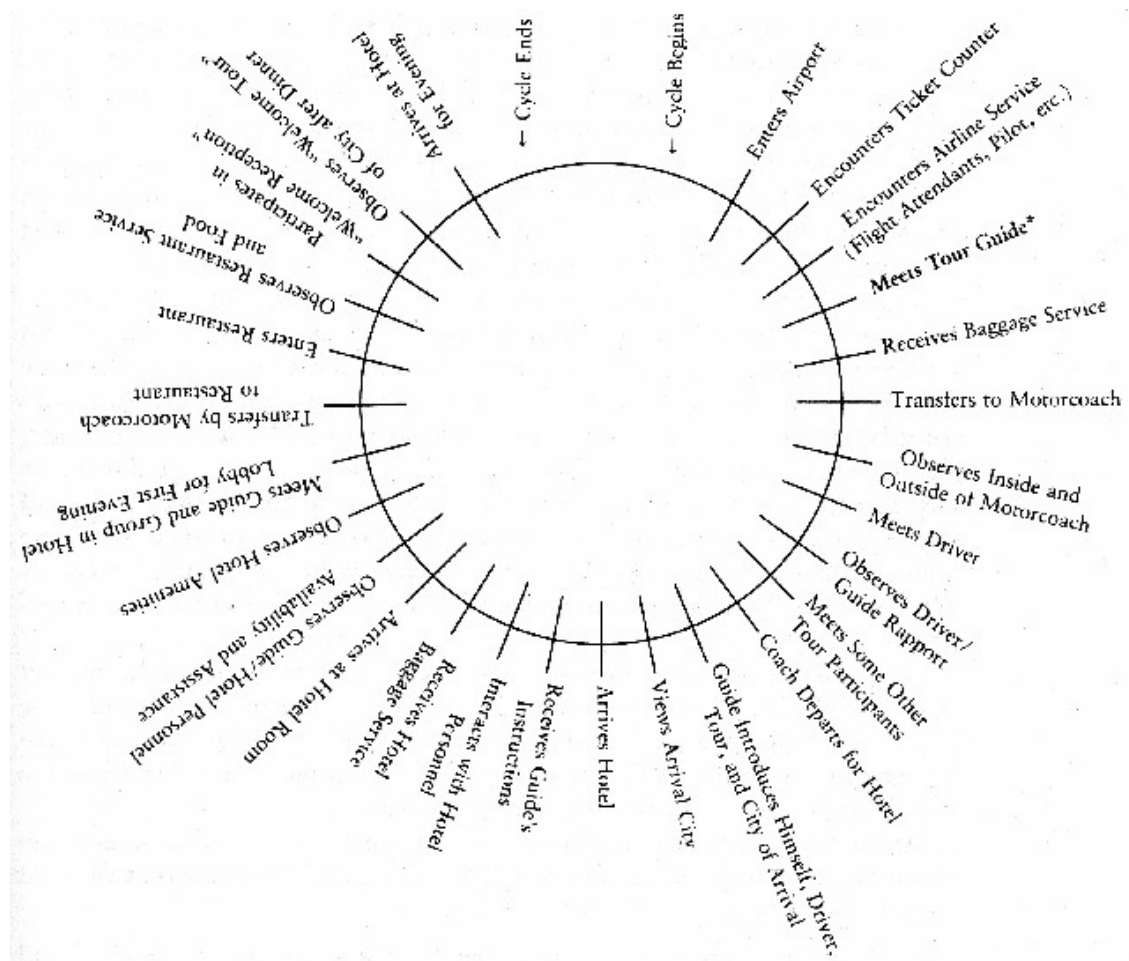 ← Cycle Begins
Enters Airport
Encounters Ticket Counter
Encounters Airline Service
(Flight Attendants, Pilot, etc.)
Meets Tour Guide*
Receives Baggage Service
Transfers to Motorcoach
Observes Inside and
Outside of Motorcoach
Meets Driver
Observes Driver/
Guide Rapport
Meets Some Other
Tour Participants
Coach Departs for Hotel
Guide Introduces Himself, Driver,
Tour, and City of Arrival
Views Arrival City
Arrives Hotel
Receives Guide's
Instructions
Interacts with Hotel
Personnel
Receives Hotel
Baggage Service
Arrives at Hotel Room
Observes Guide/Hotel Personnel
Availability and Assistance
Observes Hotel Amenities
Meets Guide and Group in Hotel
Lobby for First Evening
Transfers by Motorcoach
to Restaurant
Enters Restaurant
Observes Restaurant Service
and Food
Participates in
"Welcome Reception"
Observes "Welcome Tour"
of City after Dinner
Arrives at Hotel
for Evening
← Cycle Ends